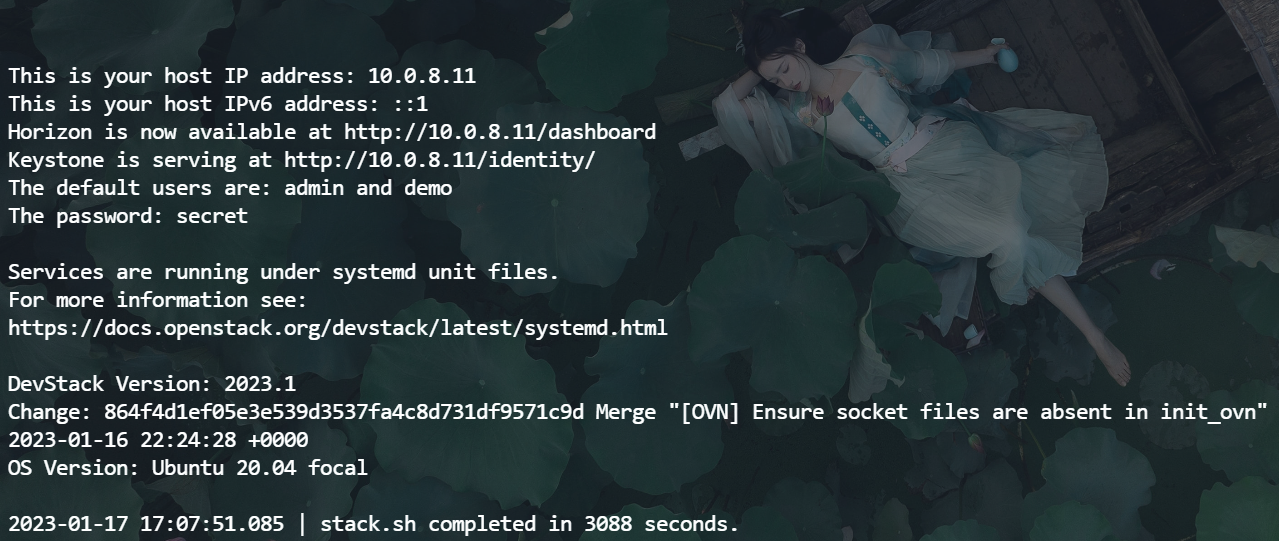 This is your host IP address: 10.0.8.11
This is your host IPv6 address: ::1
Horizon is now available at http://10.0.8.11/dashboard
Keystone is serving at http://10.0.8.11/identity/
The default users are: admin and demo
The password: secret
Services are running under systemd unit files.
For more information see:
https://docs.openstack.org/devstack/latest/systemd.html
DevStack Version: 2023.1
Change: 864f4d1ef05e3e539d3537fa4c8d731df9571c9d Merge "[OVN] Ensure socket files are absent in init_ovn"
2023-01-16 22:24:28 +0000
OS Version: Ubuntu 20.04 focal
2023-01-17 17:07:51.085 | stack.sh completed in 3088 seconds.